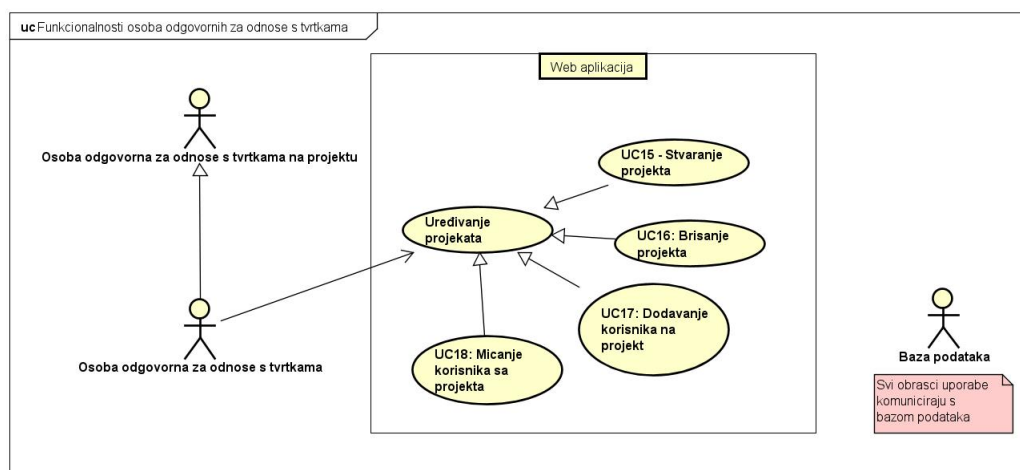 uc Funkcionalnosti osoba odgovornih za odnose s tvrtkama
Web aplikacija
Osoba odgovorna za odnose s tvrtkama na projektu
UC15 - Stvaranje
projekta
Uređivanje
projekata
UC16: Brisanje
projekta
UC17: Dodavanje
korisnika na
projekt
UC18: Micanje
korisnika sa
projekta
Osoba odgovorna za odnose s tvrtkama
Baza podataka
Svi obrasci uporabe
komuniciraju s
bazom podataka